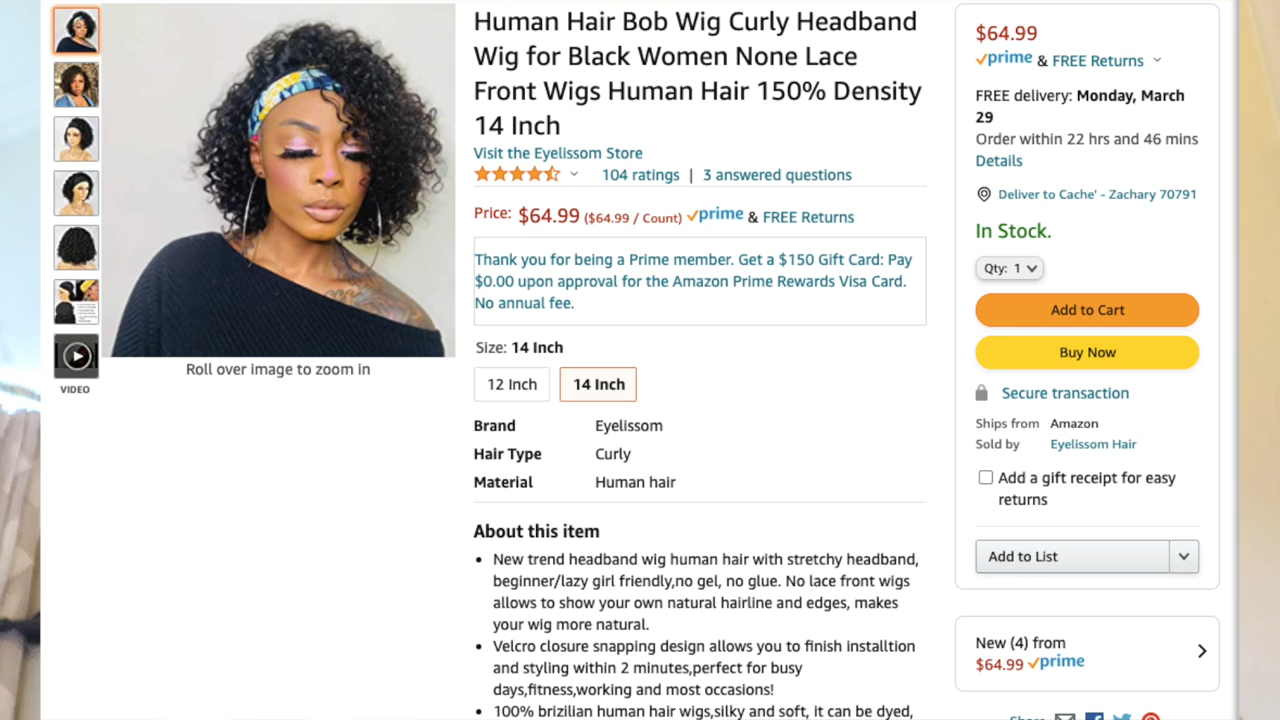 Human Hair Bob Wig Curly Headband
Wig for Black Women None Lace
Front Wigs Human Hair 150% Density
14 Inch
Visit the Eyelissom Store
104 ratings | 3 answered questions
Price: $64.99 ($64.99 / Count) prime & FREE Returns
Thank you for being a Prime member. Get a $150 Gift Card: Pay
$0.00 upon approval for the Amazon Prime Rewards Visa Card.
No annual fee.
Size: 14 Inch
12 Inch
14 Inch
Brand Eyelissom
Hair Type Curly
Material Human hair
About this item
• New trend headband wig human hair with stretchy headband,
beginner/lazy girl friendly,no gel, no glue. No lace front wigs
allows to show your own natural hairline and edges, makes
your wig more natural.
• Velcro closure snapping design allows you to finish installtion
and styling within 2 minutes,perfect for busy
days,fitness,working and most occasions!
• 100% brizilian human hair wigs,silky and soft, it can be dyed,
Roll over image to zoom in
VIDEO
$64.99
prime & FREE Returns
FREE delivery: Monday, March
29
Order within 22 hrs and 46 mins
Details
Deliver to Cache' - Zachary 70791
In Stock.
Qty: 1
Add to Cart
Buy Now
Secure transaction
Ships from Amazon
Sold by Eyelissom Hair
Add a gift receipt for easy
returns
Add to List
New (4) from
$64.99 prime
Share